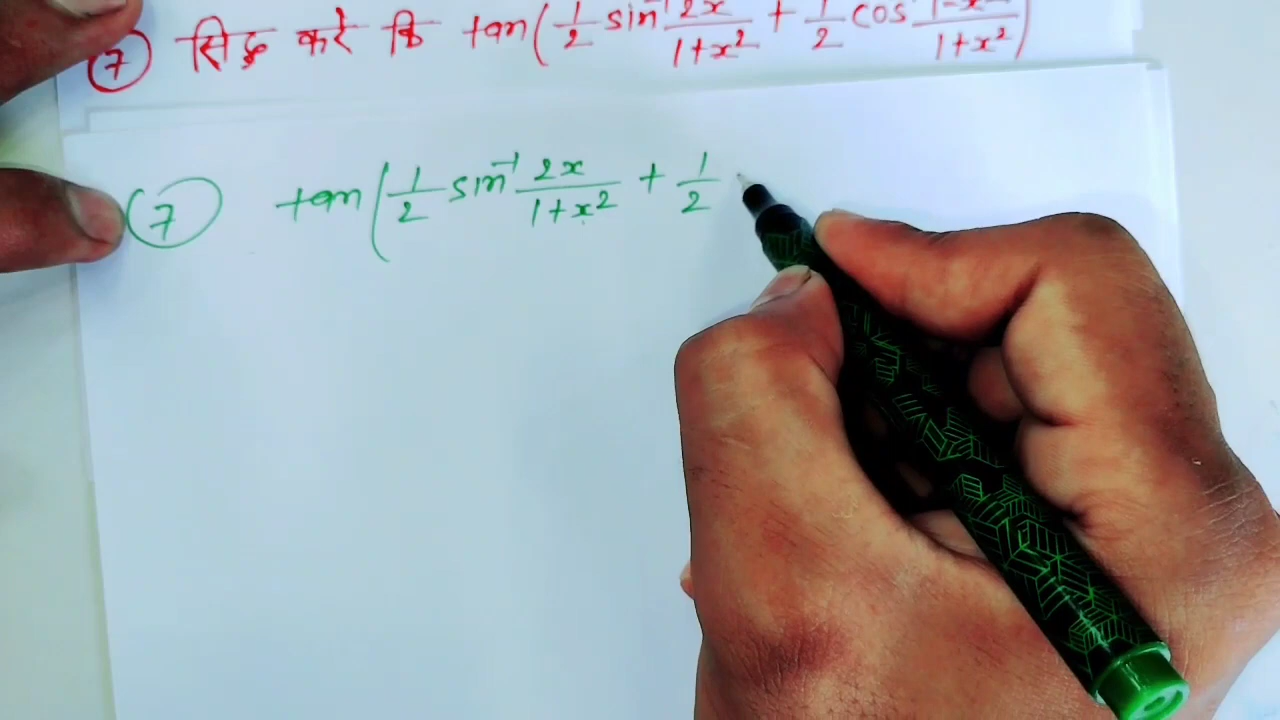 (7) सिद्ध करे कि tan(1/2 sin⁻¹ 2x/1+x² + 1/2 cos⁻¹ 1-x²/1+x²)
(7) tan(1/2 sin⁻¹ 2x/1+x² + 1/2